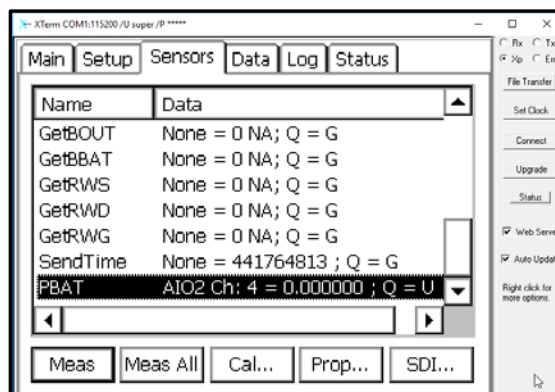 XTerm COM1:115200 /U super /P *****
Main Setup Sensors Data Log Status
Name Data
GetBOUT None = 0 NA; Q = G
GetBBAT None = 0 NA; Q = G
GetRWS None = 0 NA; Q = G
GetRWD None = 0 NA; Q = G
GetRWG None = 0 NA; Q = G
SendTime None = 441764813 ; Q = G
PBAT AIO2 Ch: 4 = 0.000000 ; Q = U
Meas Meas All Cal... Prop... SDI...
Rx Tx
Xp
File Transfer
Set Clock
Connect
Upgrade
Status
Web Serve
Auto Updat
Right click for
more options.